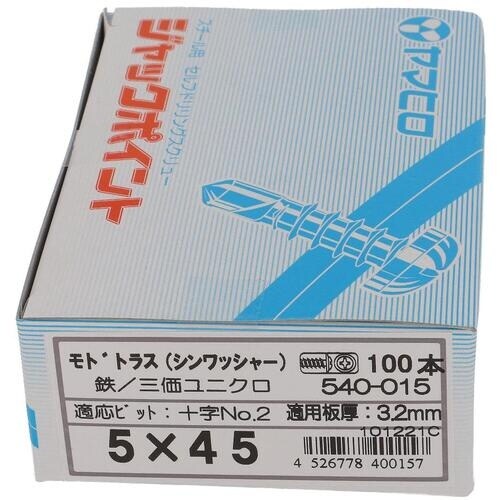 スチール用 セルフドリリングスクリュー
ジャックポイント
ヤマヒロ
モドトラス(シンワッシャー) 100本
鉄/三価ユニクロ 540-015
適応ビット:十字No.2 適用板厚:3.2mm
5×45
101221C
4 526778 400157